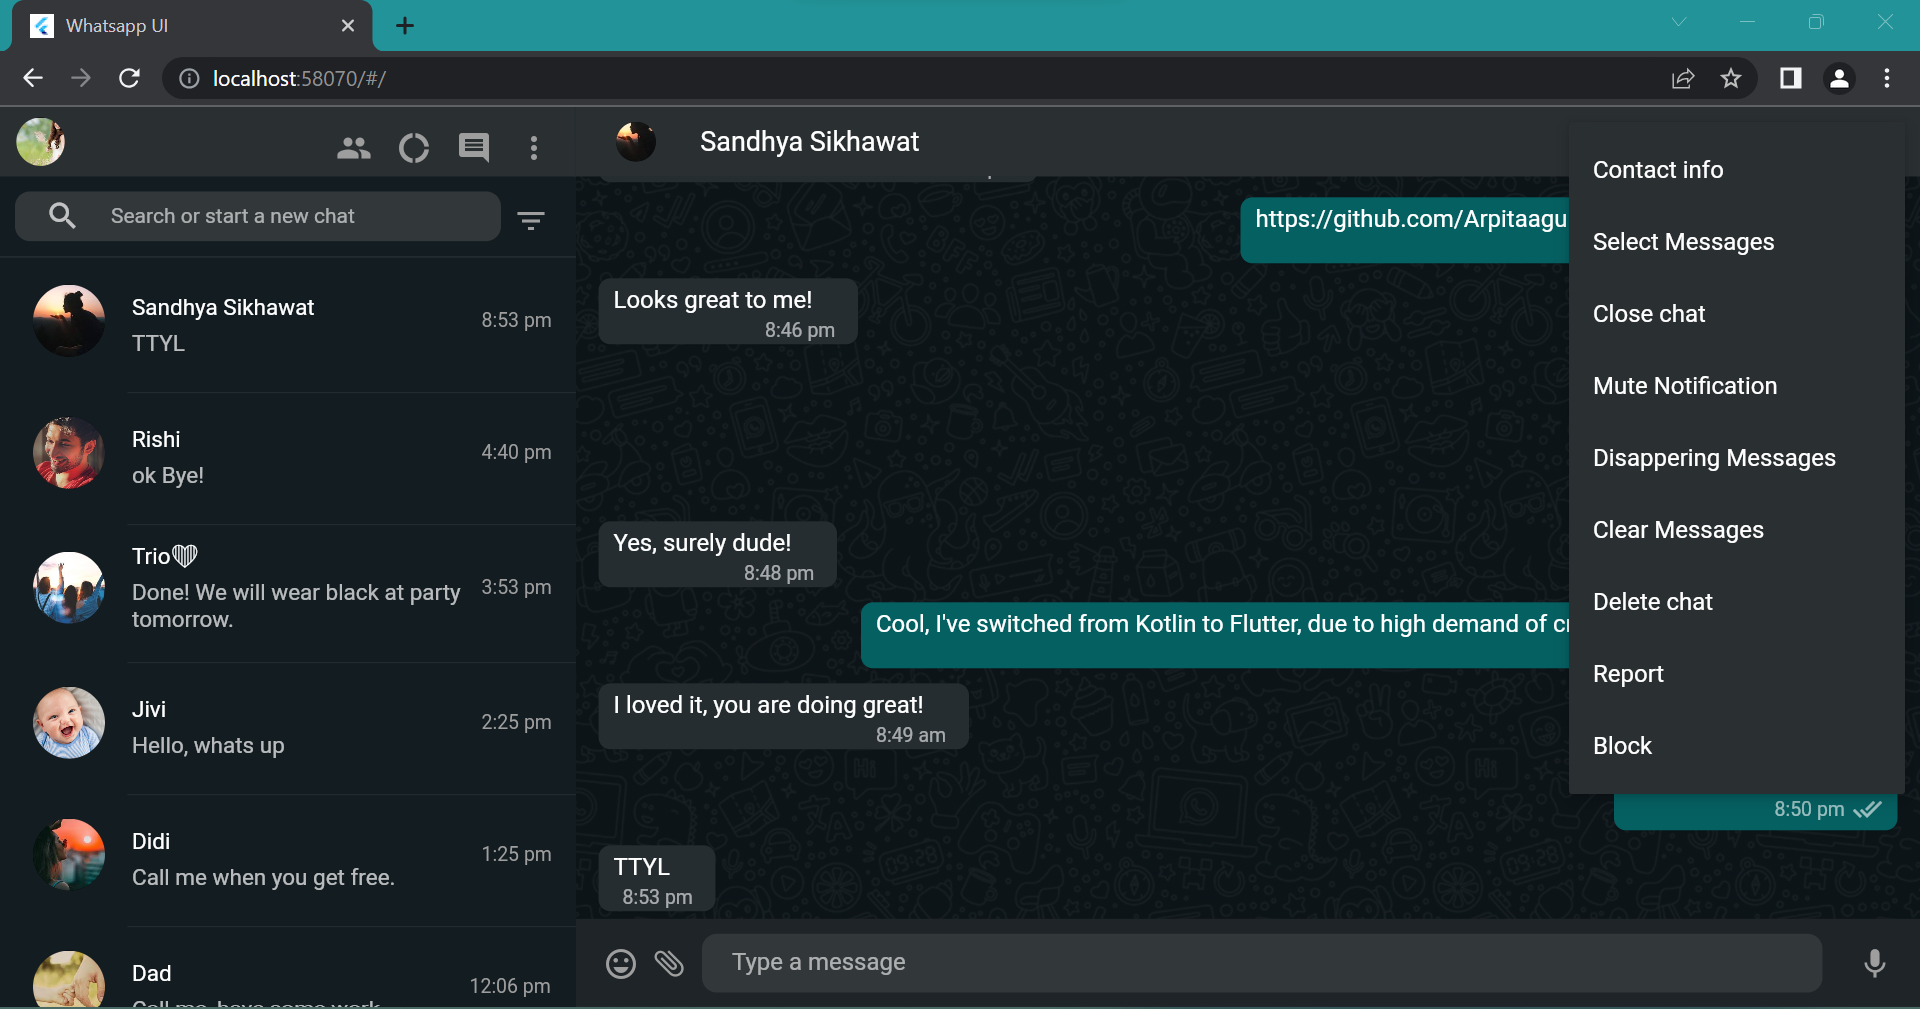 Whatsapp UI
localhost:58070/#/
Sandhya Sikhawat
Search or start a new chat
Sandhya Sikhawat
8:53 pm
TTYL
Rishi
4:40 pm
ok Bye!
Trio
Done! We will wear black at party
tomorrow.
3:53 pm
Jivi
2:25 pm
Hello, whats up
Didi
1:25 pm
Call me when you get free.
Dad
12:06 pm
Call me, have some work
https://github.com/Arpitaagu
Looks great to me!
8:46 pm
Yes, surely dude!
8:48 pm
Cool, I've switched from Kotlin to Flutter, due to high demand of
I loved it, you are doing great!
8:49 am
8:50 pm
TTYL
8:53 pm
Type a message
Contact info
Select Messages
Close chat
Mute Notification
Disappering Messages
Clear Messages
Delete chat
Report
Block